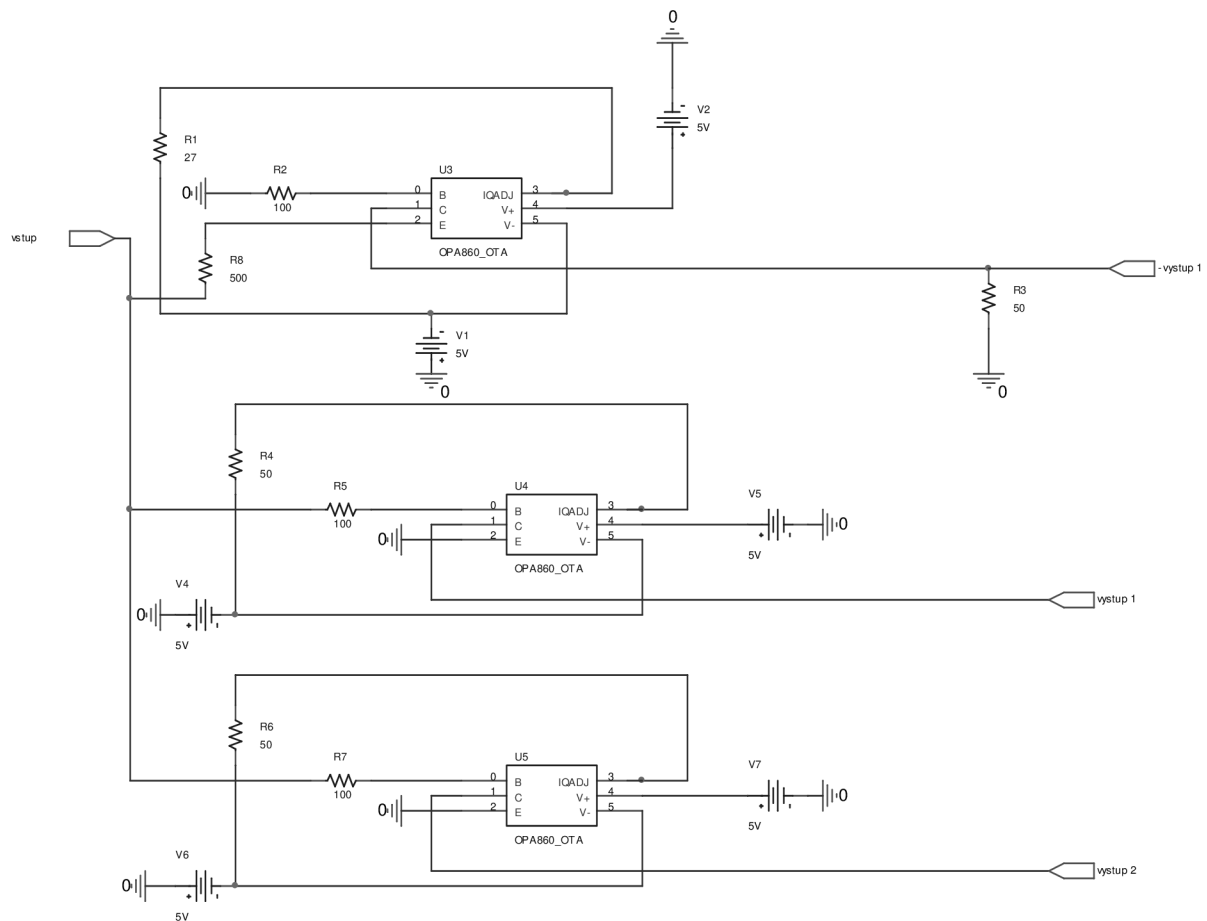 0
V2
5V
-
+
R1
27
R2
100
0
U3
0 B IQADJ 3
1 C V+ 4
2 E V- 5
OPA860_OTA
vstup
R8
500
- vystup 1
R3
50
0
V1
5V
-
+
0
R4
50
R5
100
0
U4
0 B IQADJ 3
1 C V+ 4
2 E V- 5
OPA860_OTA
V5
+ -
5V
0
vystup 1
V4
0
+ -
5V
R6
50
R7
100
0
U5
0 B IQADJ 3
1 C V+ 4
2 E V- 5
OPA860_OTA
V7
+ -
5V
0
vystup 2
V6
0
+ -
5V